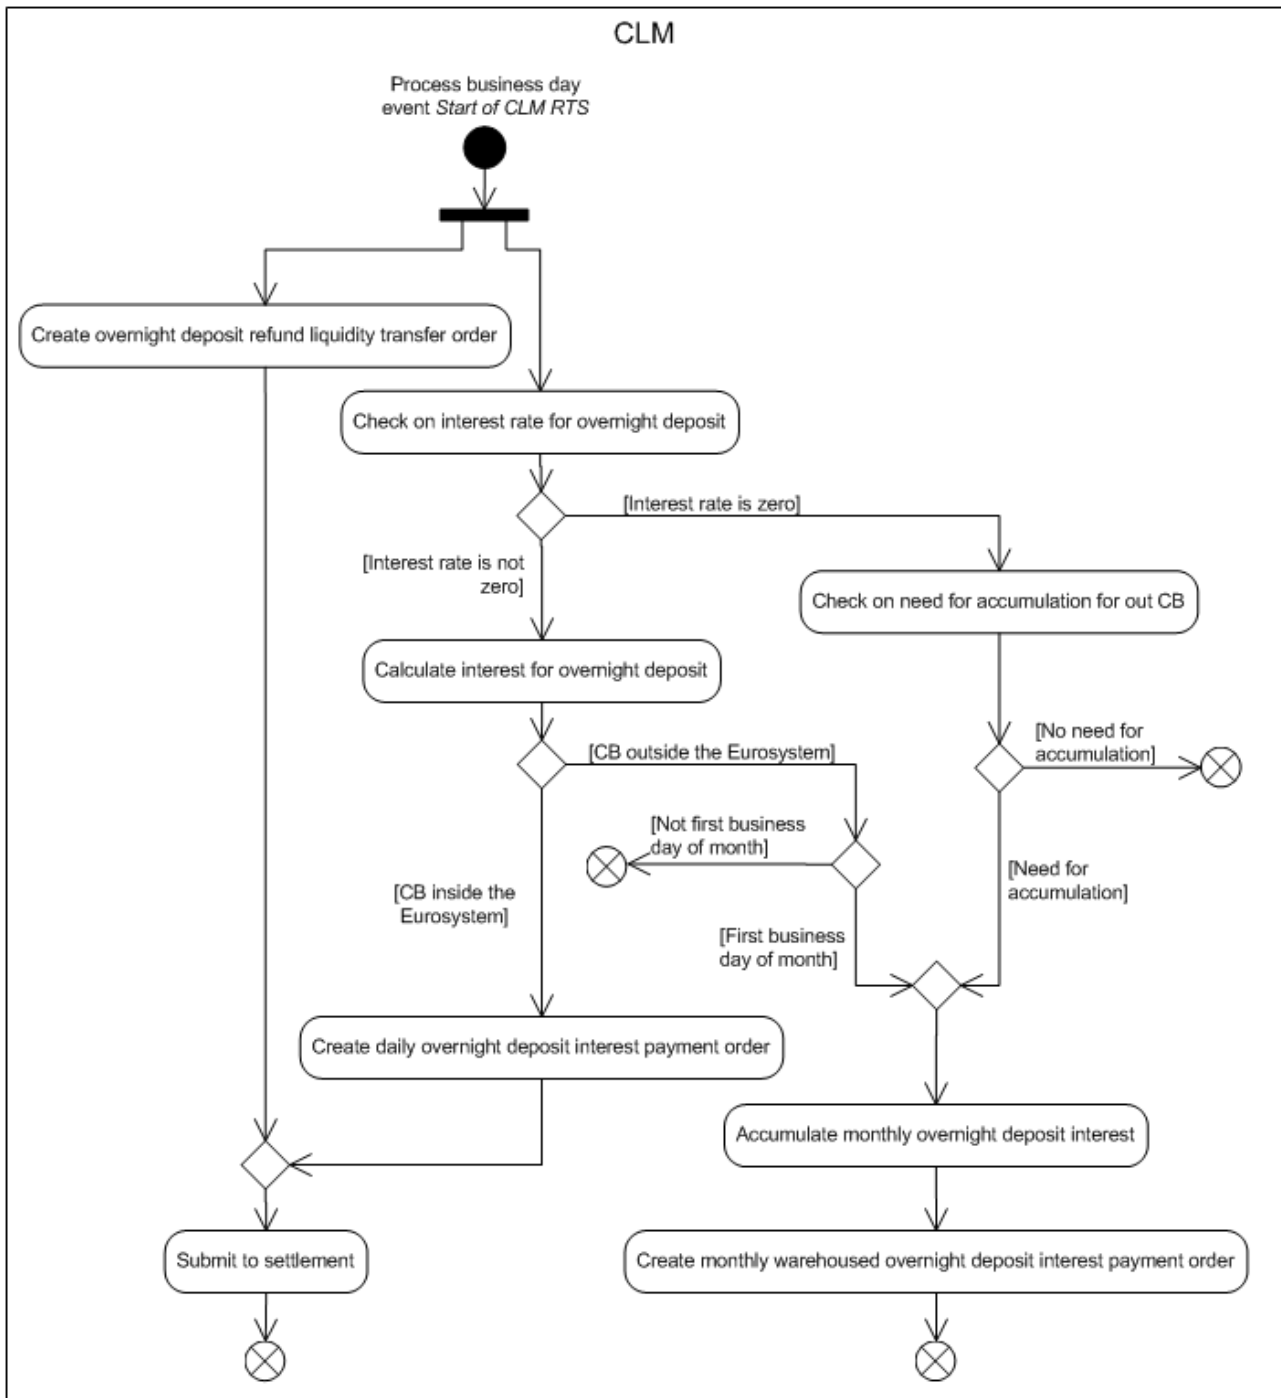 CLM
Process business day
event Start of CLM RTS
Create overnight deposit refund liquidity transfer order
Check on interest rate for overnight deposit
[Interest rate is zero]
[Interest rate is not
zero]
Check on need for accumulation for out CB
Calculate interest for overnight deposit
[No need for
accumulation]
[CB outside the Eurosystem]
[Not first business
day of month]
[Need for
accumulation]
[CB inside the
Eurosystem]
[First business
day of month]
Create daily overnight deposit interest payment order
Accumulate monthly overnight deposit interest
Submit to settlement
Create monthly warehoused overnight deposit interest payment order